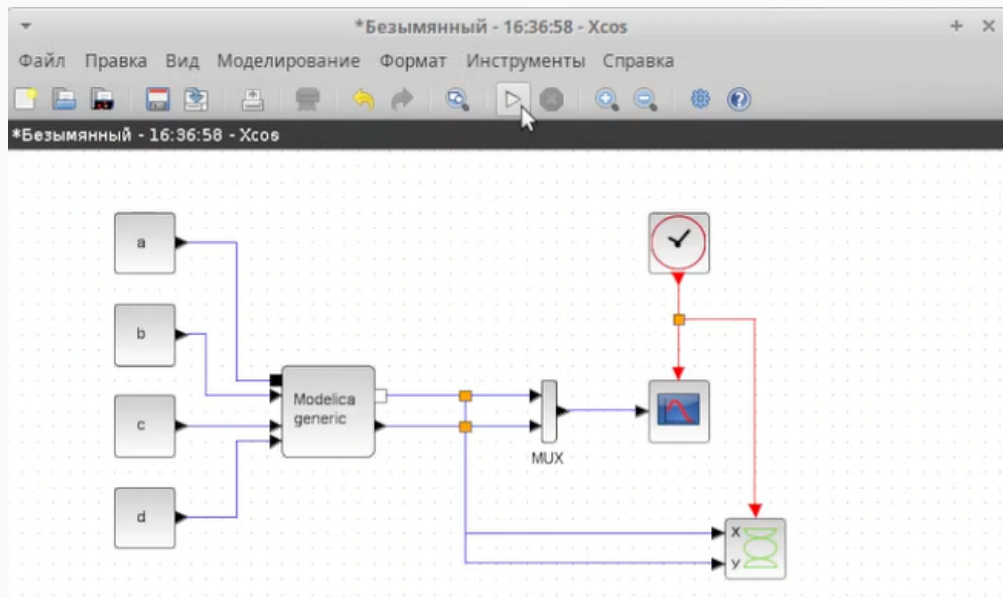 *Безымянный - 16:36:58 - Xcos
Файл Правка Вид Моделирование Формат Инструменты Справка
*Безымянный - 16:36:58 - Xcos
a
b
c
d
Modelica
generic
MUX
X
y